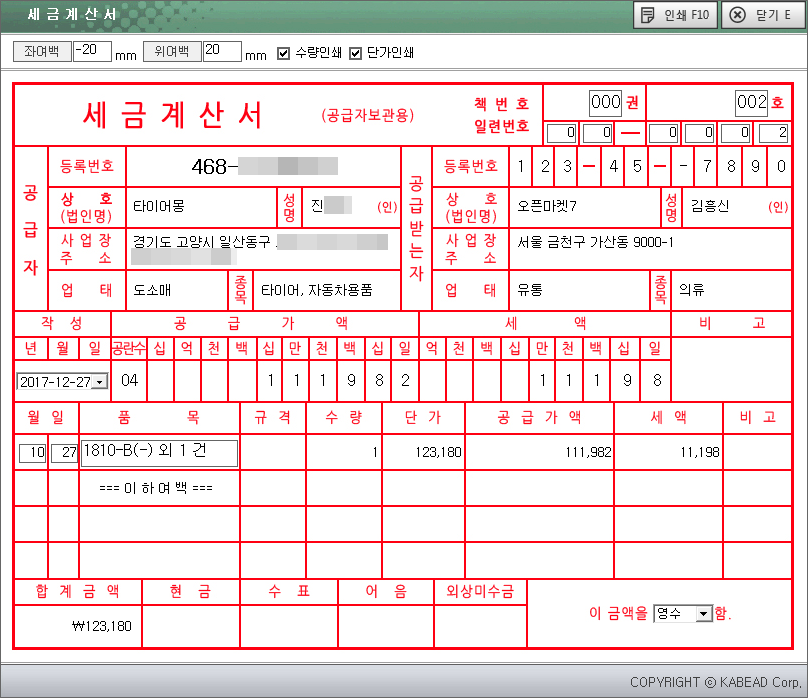 세 금 계 산 서 인쇄 F10 닫기 E
좌여백 -20 mm 위여백 20 mm 수량인쇄 단가인쇄
세 금 계 산 서 (공급자보관용) 책 번 호 000 권 002 호
일련번호 0 0 — 0 0 0 2
공급자 등록번호 468- 공급받는자 등록번호 1 2 3 — 4 5 — - 7 8 9 0
상 호 (법인명) 타이어몽 성명 진 (인) 상 호 (법인명) 오픈마켓7 성명 김흥신 (인)
사 업 장 주 소 경기도 고양시 일산동구 사 업 장 주 소 서울 금천구 가산동 9000-1
업 태 도소매 종목 타이어, 자동차용품 업 태 유통 종목 의류
작 성 공 급 가 액 세 액 비 고
년 월 일 공란수 십 억 천 백 십 만 천 백 십 일 억 천 백 십 만 천 백 십 일
2017-12-27 04 1 1 1 9 8 2 1 1 1 9 8
월 일 품 목 규 격 수 량 단 가 공 급 가 액 세 액 비 고
10 27 1810-B(-) 외 1 건 1 123,180 111,982 11,198
=== 이 하 여 백 ===
합 계 금 액 현 금 수 표 어 음 외상미수금 이 금액을 영수 함.
₩123,180
COPYRIGHT ⓒ KABEAD Corp,